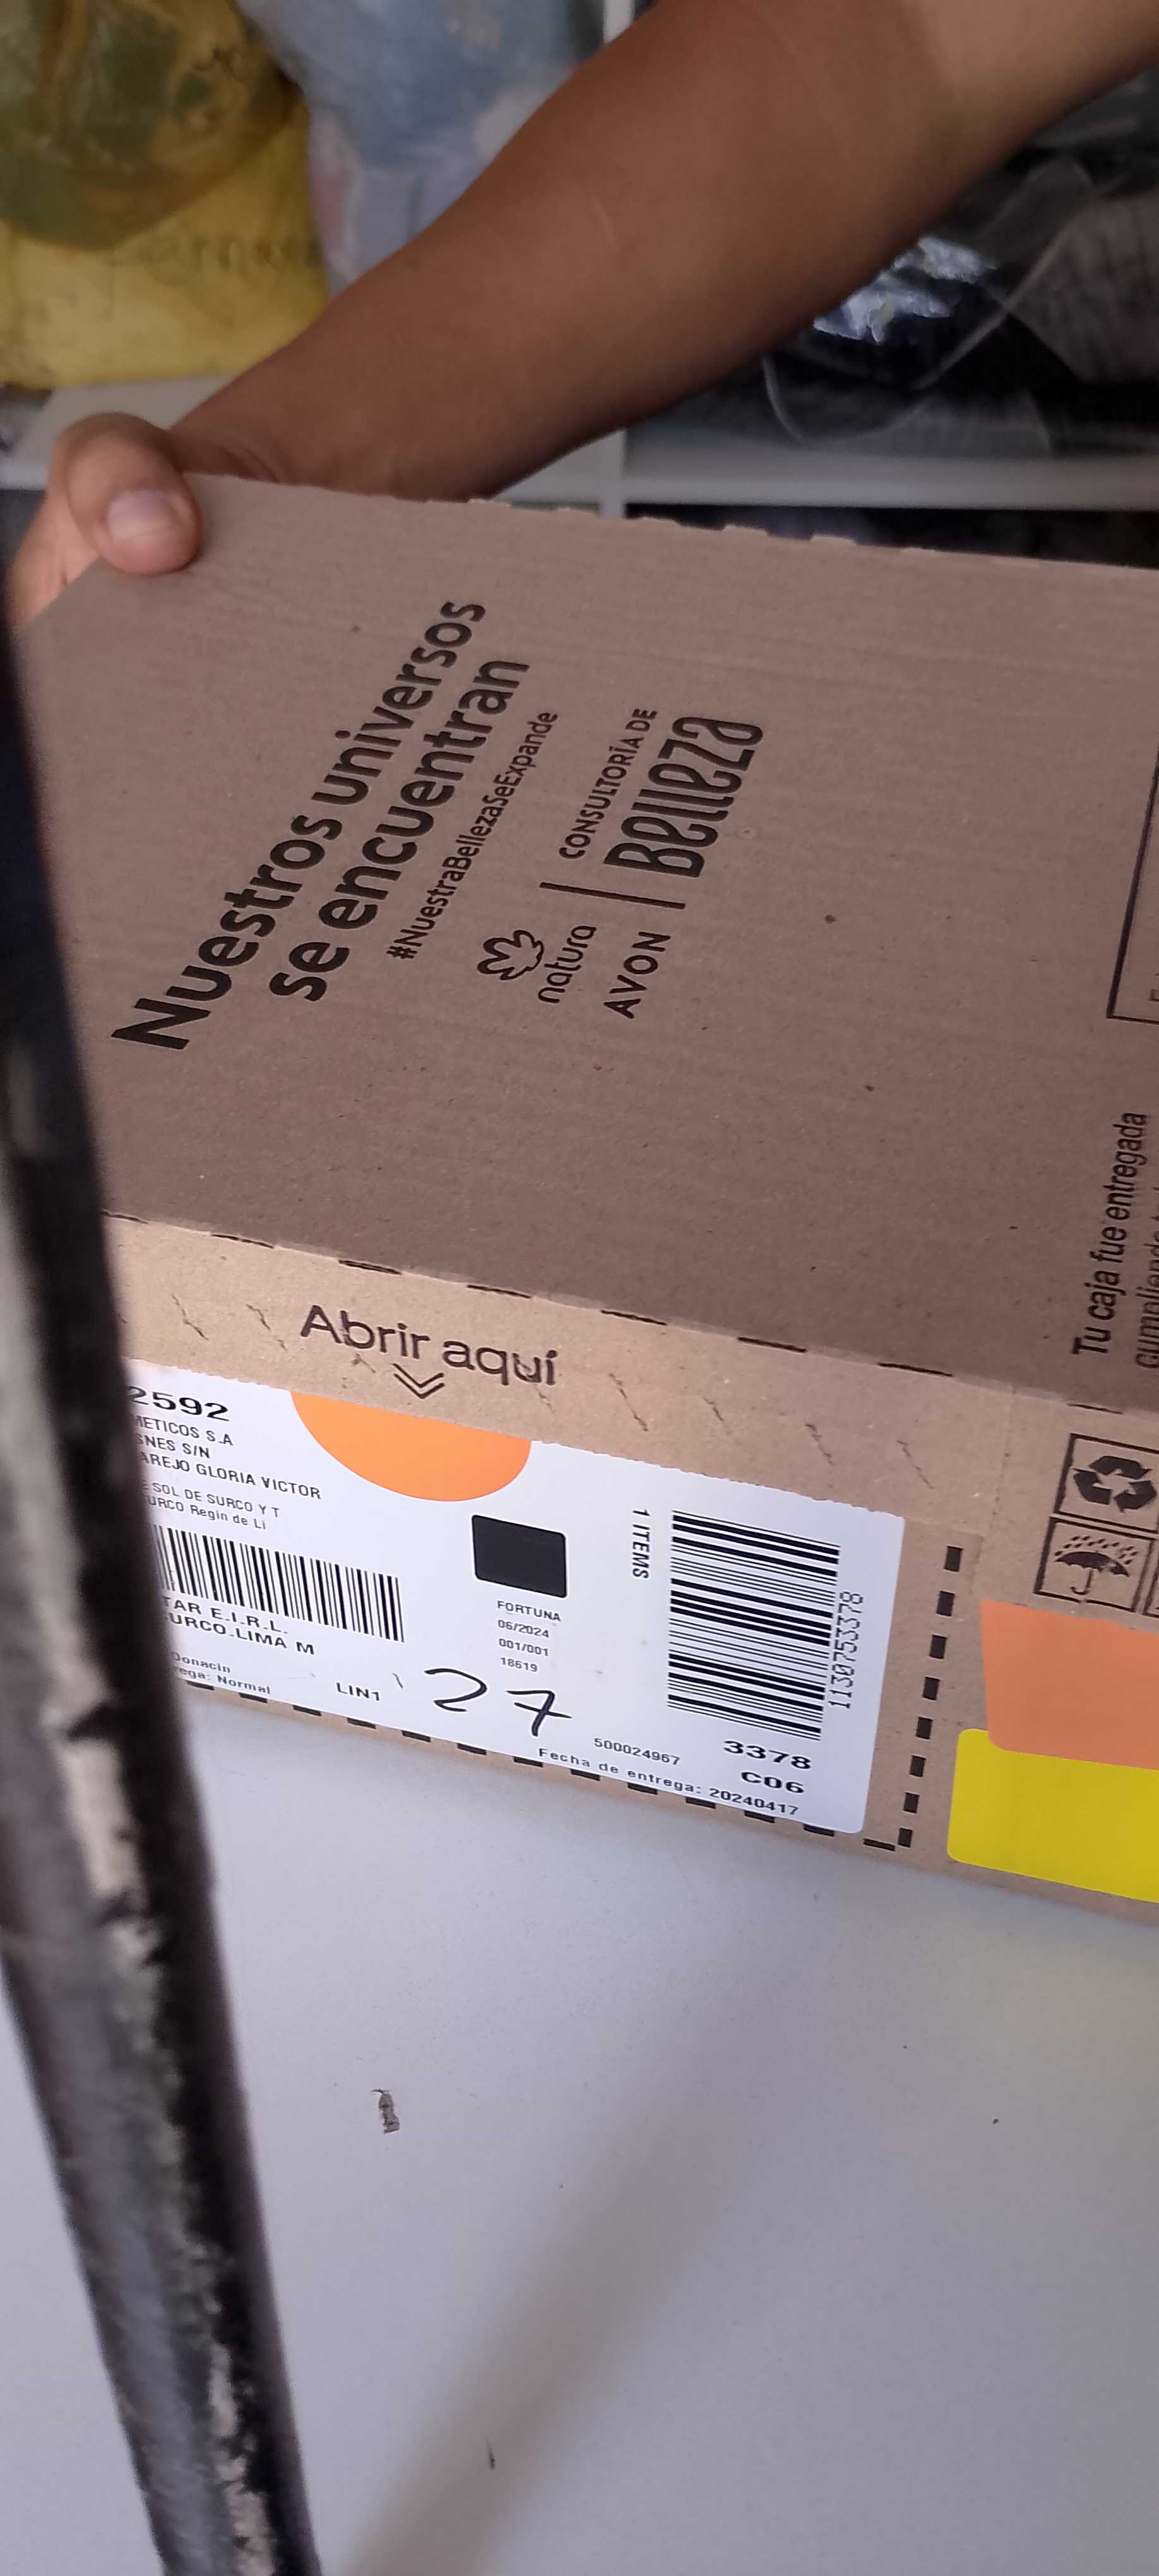 Nuestros universos
se encuentran
#NuestraBellezaSeExpande
natura
AVON
CONSULTORÍA DE
Belleza
Tu caja fue entregada
Abrir aquí
2592
METICOS S.A
SNES S/N
AREJO GLORIA VICTOR
SOL DE SURCO Y T
URCO Regin de Li
TAR E.I.R.L.
URCO-LIMA M
Donacin
rega: Normal
LIN1
27
FORTUNA
06/2024
001/001
18619
1 ITEMS
1130753378
500024967
3378
C06
Fecha de entrega: 20240417